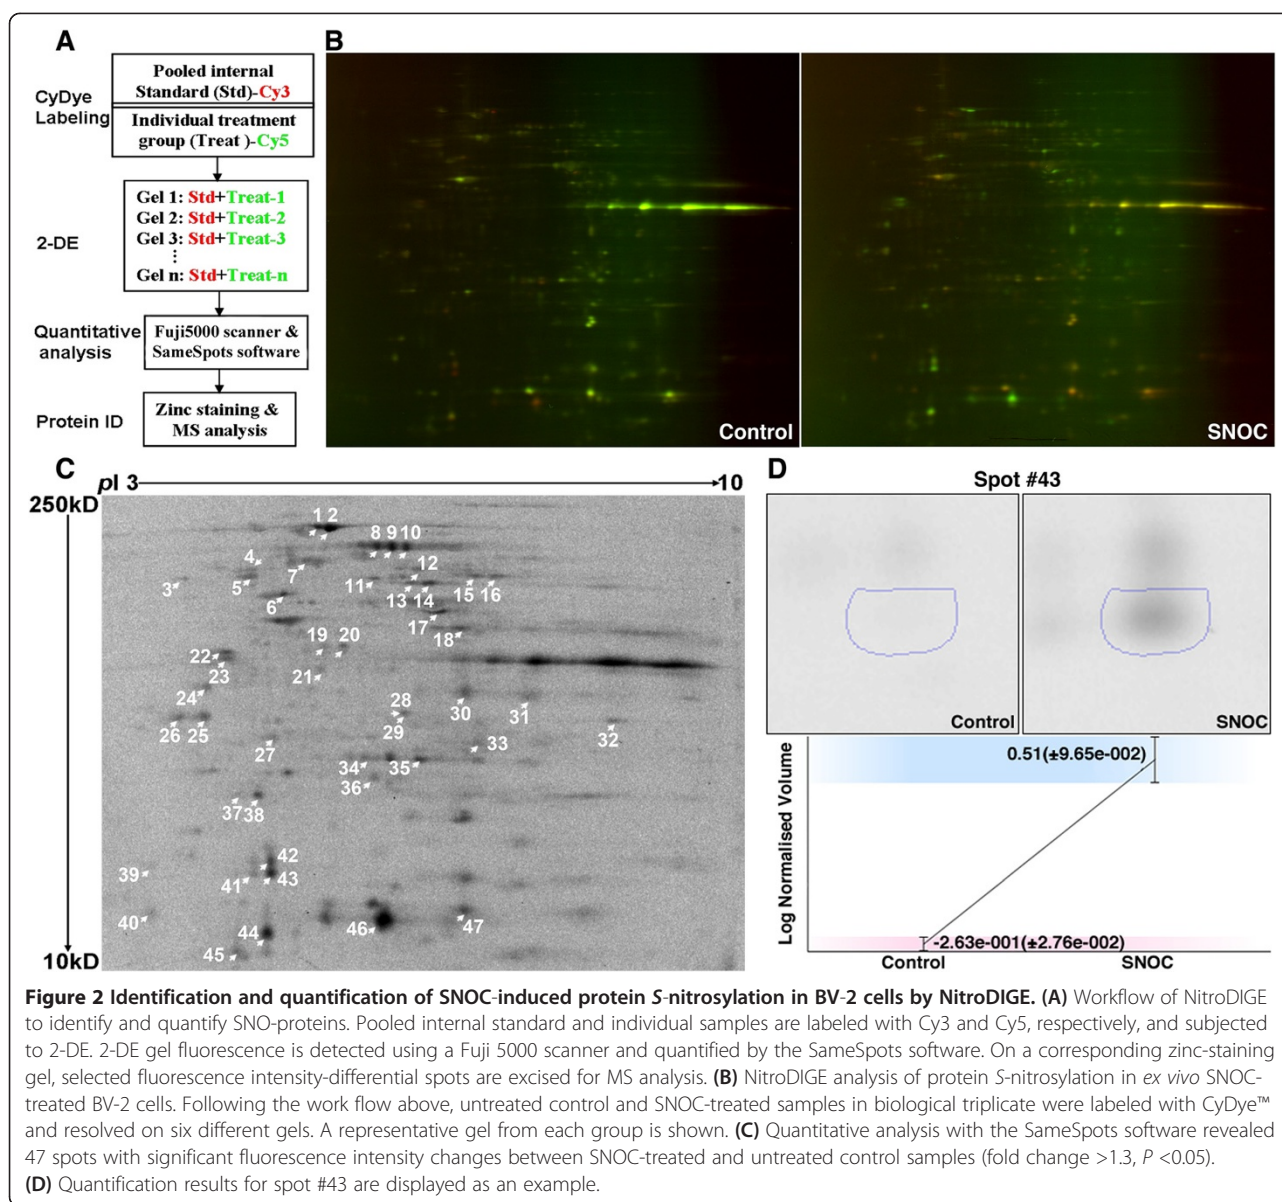 A
Pooled internal
Standard (Std)-Cy3
CyDye
Labeling
Individual treatment
group (Treat )-Cy5
2-DE
Gel 1: Std+Treat-1
Gel 2: Std+Treat-2
Gel 3: Std+Treat-3
⋮
Gel n: Std+Treat-n
Quantitative
analysis
Fuji5000 scanner &
SameSpots software
Protein ID
Zinc staining &
MS analysis
B
Control
SNOC
C
pI 3
10
250kD
10kD
1 2
8 9 10
4
7
12
3
5
11
13 14
15 16
6
17
18
19 20
22
23
21
24
28
30
31
26 25
29
32
27
33
34 35
36
37 38
42
39
41 43
40
44
46
47
45
D
Spot #43
Control
SNOC
Log Normalised Volume
0.51(±9.65e-002)
-2.63e-001(±2.76e-002)
Control
SNOC
Figure 2 Identification and quantification of SNOC-induced protein S-nitrosylation in BV-2 cells by NitroDIGE. (A) Workflow of NitroDIGE
to identify and quantify SNO-proteins. Pooled internal standard and individual samples are labeled with Cy3 and Cy5, respectively, and subjected
to 2-DE. 2-DE gel fluorescence is detected using a Fuji 5000 scanner and quantified by the SameSpots software. On a corresponding zinc-staining
gel, selected fluorescence intensity-differential spots are excised for MS analysis. (B) NitroDIGE analysis of protein S-nitrosylation in ex vivo SNOC-
treated BV-2 cells. Following the work flow above, untreated control and SNOC-treated samples in biological triplicate were labeled with CyDye™
and resolved on six different gels. A representative gel from each group is shown. (C) Quantitative analysis with the SameSpots software revealed
47 spots with significant fluorescence intensity changes between SNOC-treated and untreated control samples (fold change >1.3, P <0.05).
(D) Quantification results for spot #43 are displayed as an example.